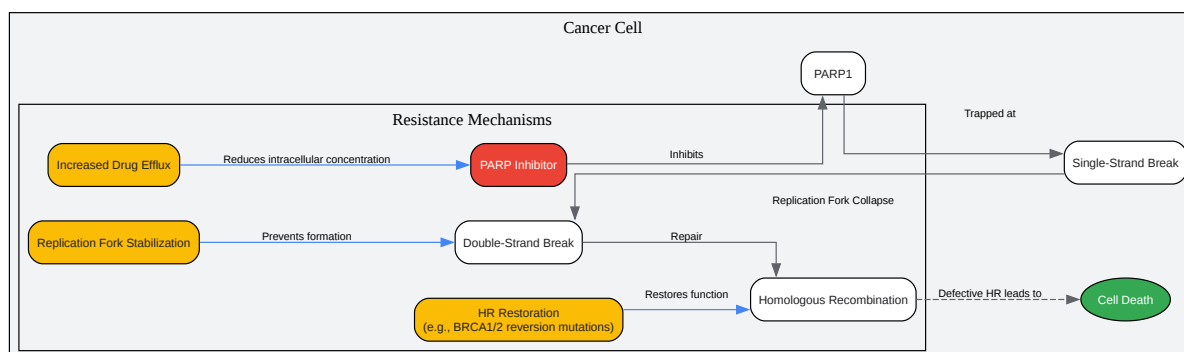 Cancer Cell
PARP1
Trapped at
Resistance Mechanisms
Increased Drug Efflux
Reduces intracellular concentration
PARP Inhibitor
Inhibits
Single-Strand Break
Replication Fork Collapse
Replication Fork Stabilization
Prevents formation
Double-Strand Break
Repair
Restores function
Homologous Recombination
Defective HR leads to
Cell Death
HR Restoration
(e.g., BRCA1/2 reversion mutations)